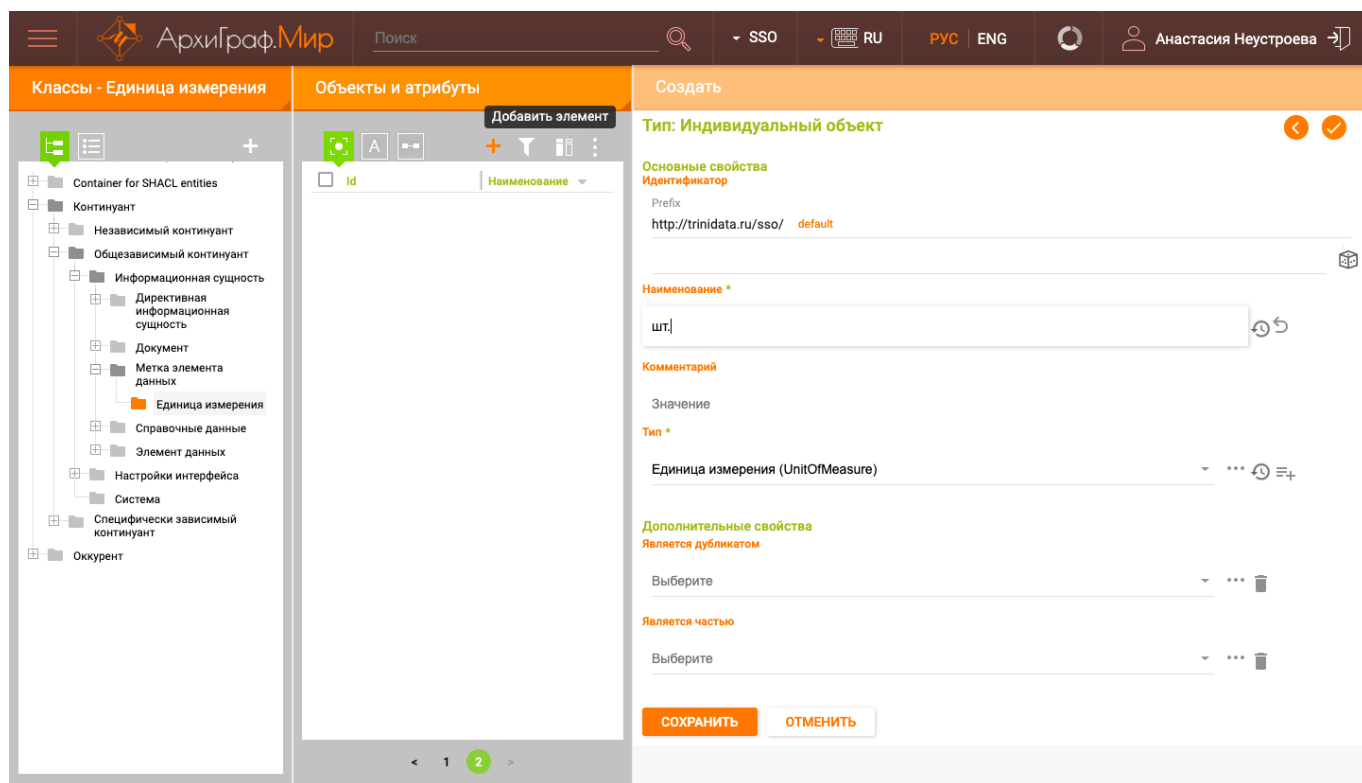 АрхиГраф.Мир
Поиск
SSO
RU
РУС | ENG
Анастасия Неустроева
Классы - Единица измерения
Объекты и атрибуты
Создать
Добавить элемент
A
Container for SHACL entities
Континуант
Независимый континуант
Общезависимый континуант
Информационная сущность
Директивная
информационная
сущность
Документ
Метка элемента
данных
Единица измерения
Справочные данные
Элемент данных
Настройки интерфейса
Система
Специфически зависимый
континуант
Оккурент
Id
Наименование
< 1 2 >
Тип: Индивидуальный объект
Основные свойства
Идентификатор
Prefix
http://trinidata.ru/sso/ default
Наименование *
шт.
Комментарий
Значение
Тип *
Единица измерения (UnitOfMeasure)
Дополнительные свойства
Является дубликатом
Выберите
Является частью
Выберите
СОХРАНИТЬ
ОТМЕНИТЬ